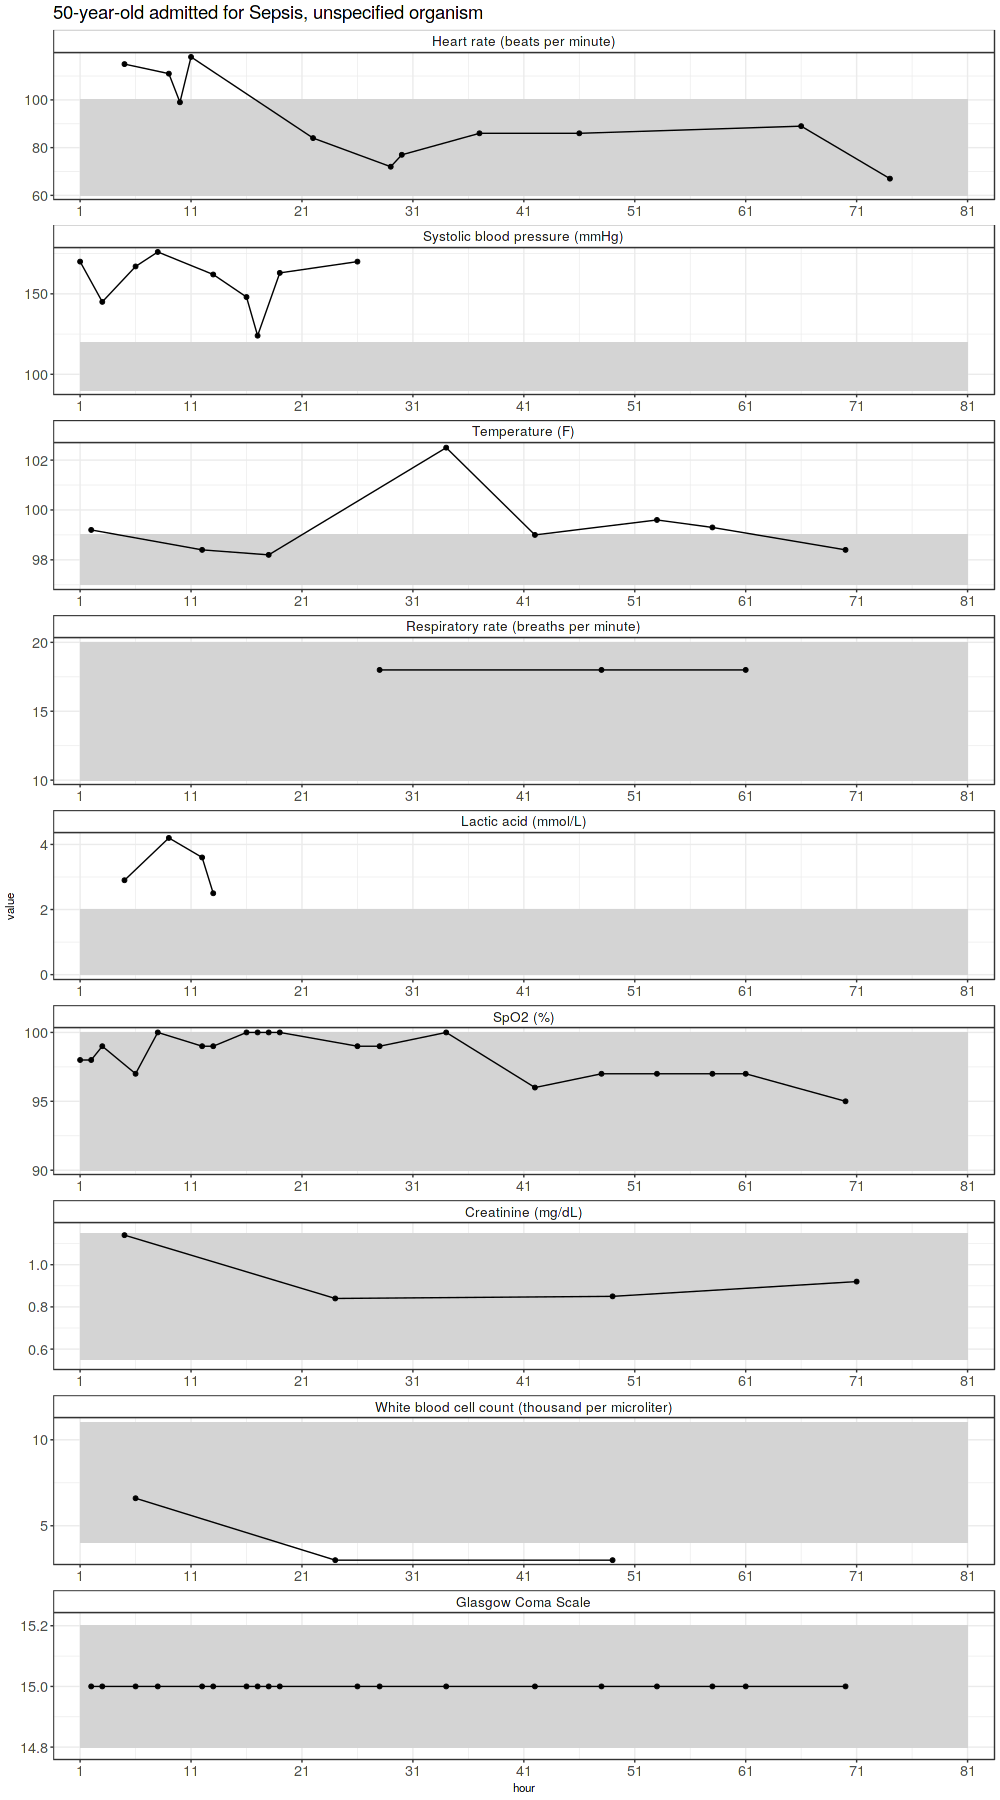 50-year-old admitted for Sepsis, unspecified organism
Heart rate (beats per minute)
100
80
60
1 11 21 31 41 51 61 71 81
Systolic blood pressure (mmHg)
150
100
1 11 21 31 41 51 61 71 81
Temperature (F)
102
100
98
1 11 21 31 41 51 61 71 81
Respiratory rate (breaths per minute)
20
15
10
1 11 21 31 41 51 61 71 81
Lactic acid (mmol/L)
4
2
0
1 11 21 31 41 51 61 71 81
value
SpO2 (%)
100
95
90
1 11 21 31 41 51 61 71 81
Creatinine (mg/dL)
1.0
0.8
0.6
1 11 21 31 41 51 61 71 81
White blood cell count (thousand per microliter)
10
5
1 11 21 31 41 51 61 71 81
Glasgow Coma Scale
15.2
15.0
14.8
1 11 21 31 41 51 61 71 81
hour